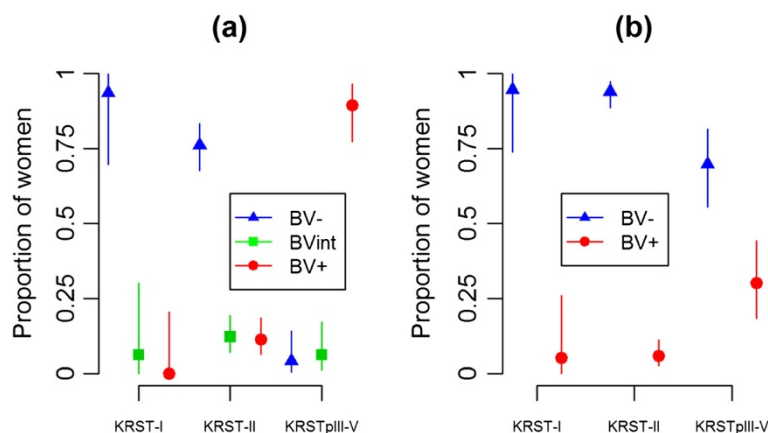 (a)
Proportion of women
1
0.75
0.5
0.25
0
BV-
BVint
BV+
KRST-I
KRST-II
KRSTpIII-V
(b)
Proportion of women
1
0.75
0.5
0.25
0
BV-
BV+
KRST-I
KRST-II
KRSTpIII-V